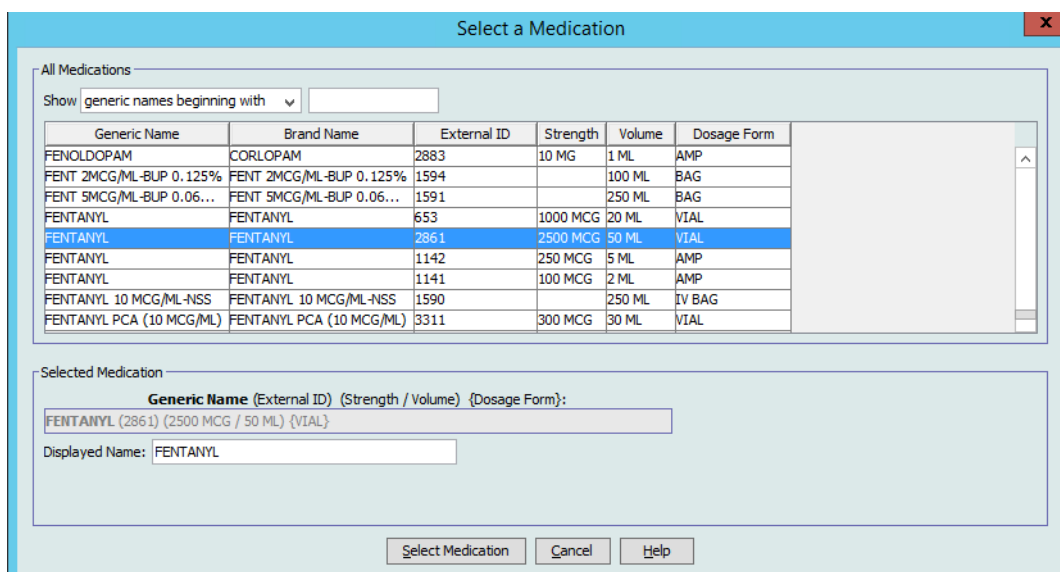 Select a Medication
x
All Medications
Show generic names beginning with
Generic Name Brand Name External ID Strength Volume Dosage Form
FENOLDOPAM CORLOPAM 2883 10 MG 1 ML AMP
FENT 2MCG/ML-BUP 0.125% FENT 2MCG/ML-BUP 0.125% 1594 100 ML BAG
FENT 5MCG/ML-BUP 0.06... FENT 5MCG/ML-BUP 0.06... 1591 250 ML BAG
FENTANYL FENTANYL 653 1000 MCG 20 ML VIAL
FENTANYL FENTANYL 2861 2500 MCG 50 ML VIAL
FENTANYL FENTANYL 1142 250 MCG 5 ML AMP
FENTANYL FENTANYL 1141 100 MCG 2 ML AMP
FENTANYL 10 MCG/ML-NSS FENTANYL 10 MCG/ML-NSS 1590 250 ML IV BAG
FENTANYL PCA (10 MCG/ML) FENTANYL PCA (10 MCG/ML) 3311 300 MCG 30 ML VIAL
Selected Medication
Generic Name (External ID) (Strength / Volume) {Dosage Form}:
FENTANYL (2861) (2500 MCG / 50 ML) {VIAL}
Displayed Name: FENTANYL
Select Medication Cancel Help